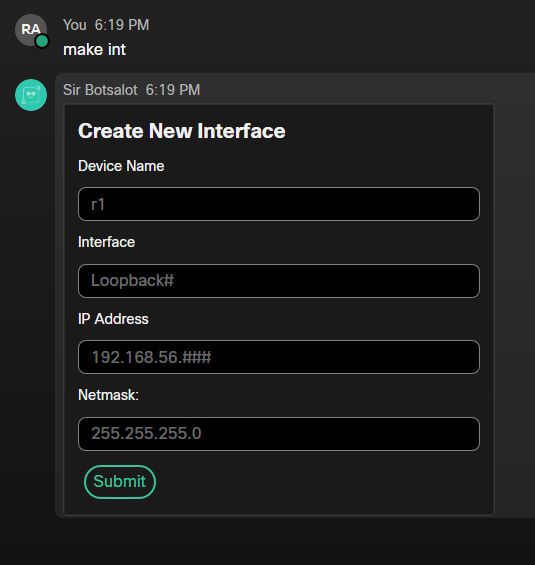 RA
You 6:19 PM
make int
Sir Botsalot 6:19 PM
Create New Interface
Device Name
r1
Interface
Loopback#
IP Address
192.168.56.###
Netmask:
255.255.255.0
Submit